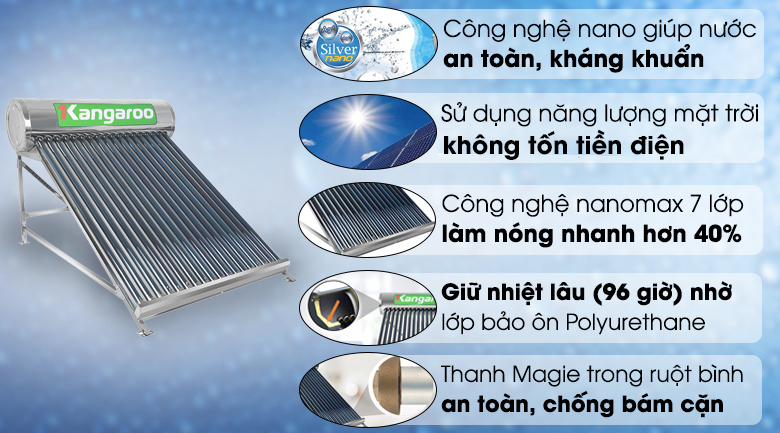 Kangaroo
Silver
nano
Công nghệ nano giúp nước
an toàn, kháng khuẩn
Sử dụng năng lượng mặt trời
không tốn tiền điện
Công nghệ nanomax 7 lớp
làm nóng nhanh hơn 40%
Kangaroo
Giữ nhiệt lâu (96 giờ) nhờ
lớp bảo ôn Polyurethane
Thanh Magie trong ruột bình
an toàn, chống bám cặn